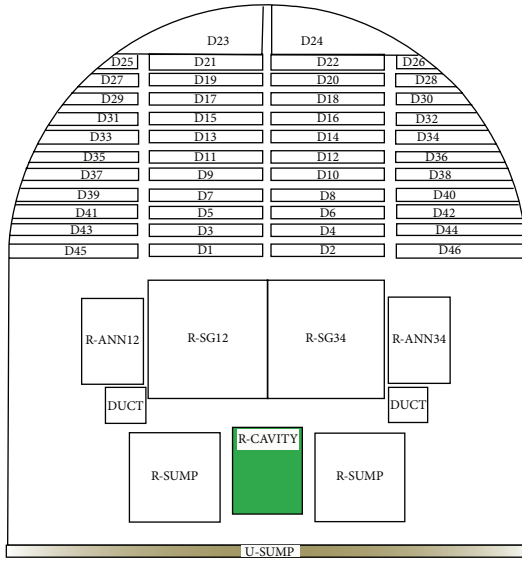 D23 D24
D25 D21 D22 D26
D27 D19 D20 D28
D29 D17 D18 D30
D31 D15 D16 D32
D33 D13 D14 D34
D35 D11 D12 D36
D37 D9 D10 D38
D39 D7 D8 D40
D41 D5 D6 D42
D43 D3 D4 D44
D45 D1 D2 D46
R-ANN12 R-SG12 R-SG34 R-ANN34
DUCT DUCT
R-CAVITY
R-SUMP R-SUMP
U-SUMP